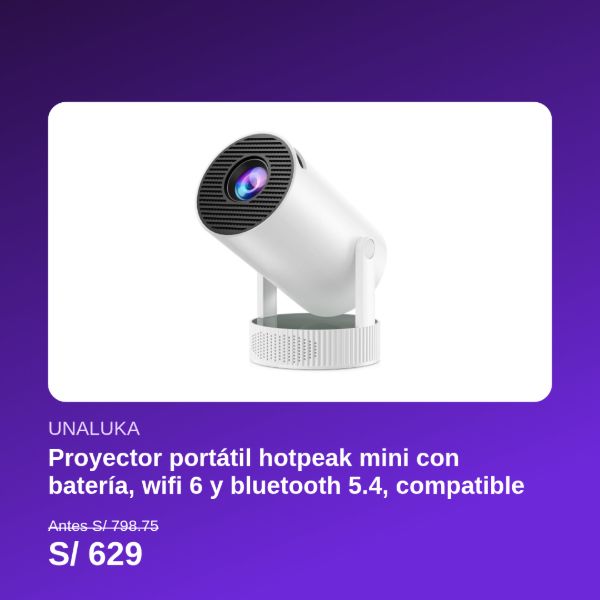 UNALUKA
Proyector portátil hotpeak mini con
batería, wifi 6 y bluetooth 5.4, compatible
Antes S/ 798.75
S/ 629